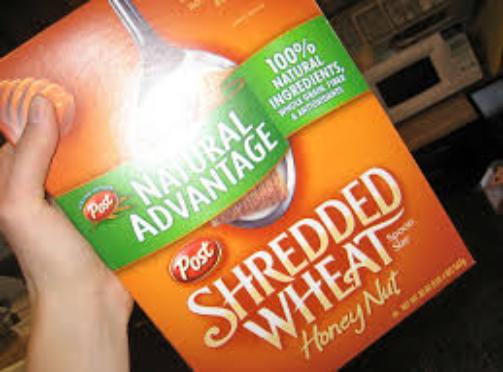 100%
NATURAL
INGREDIENTS,
WHOLE GRAIN, FIBER
& ANTIOXIDANTS
NATURAL
ADVANTAGE
Post
Post
SHREDDED
WHEAT
Spoon
Size
Honey Nut